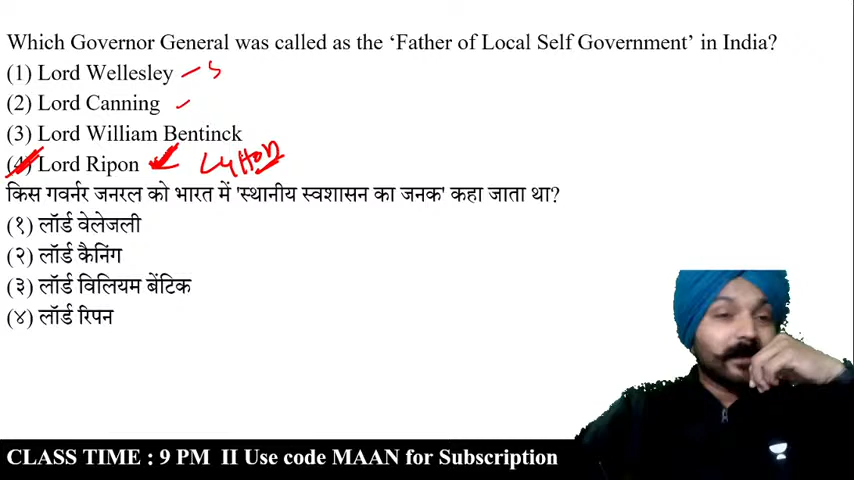 Which Governor General was called as the ‘Father of Local Self Government’ in India?
(1) Lord Wellesley
(2) Lord Canning
(3) Lord William Bentinck
(4) Lord Ripon Lytton
किस गवर्नर जनरल को भारत में 'स्थानीय स्वशासन का जनक' कहा जाता था?
(१) लॉर्ड वेलेजली
(२) लॉर्ड कैनिंग
(३) लॉर्ड विलियम बेंटिक
(४) लॉर्ड रिपन
CLASS TIME : 9 PM II Use code MAAN for Subscription